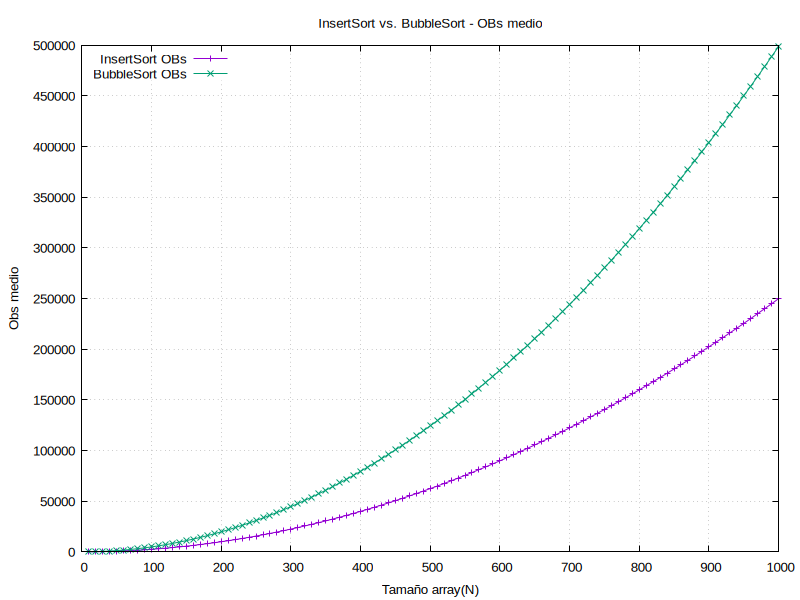 InsertSort vs. BubbleSort - OBs medio
InsertSort OBs
BubbleSort OBs
500000
450000
400000
350000
300000
250000
200000
150000
100000
50000
0
Obs medio
0 100 200 300 400 500 600 700 800 900 1000
Tamaño array(N)